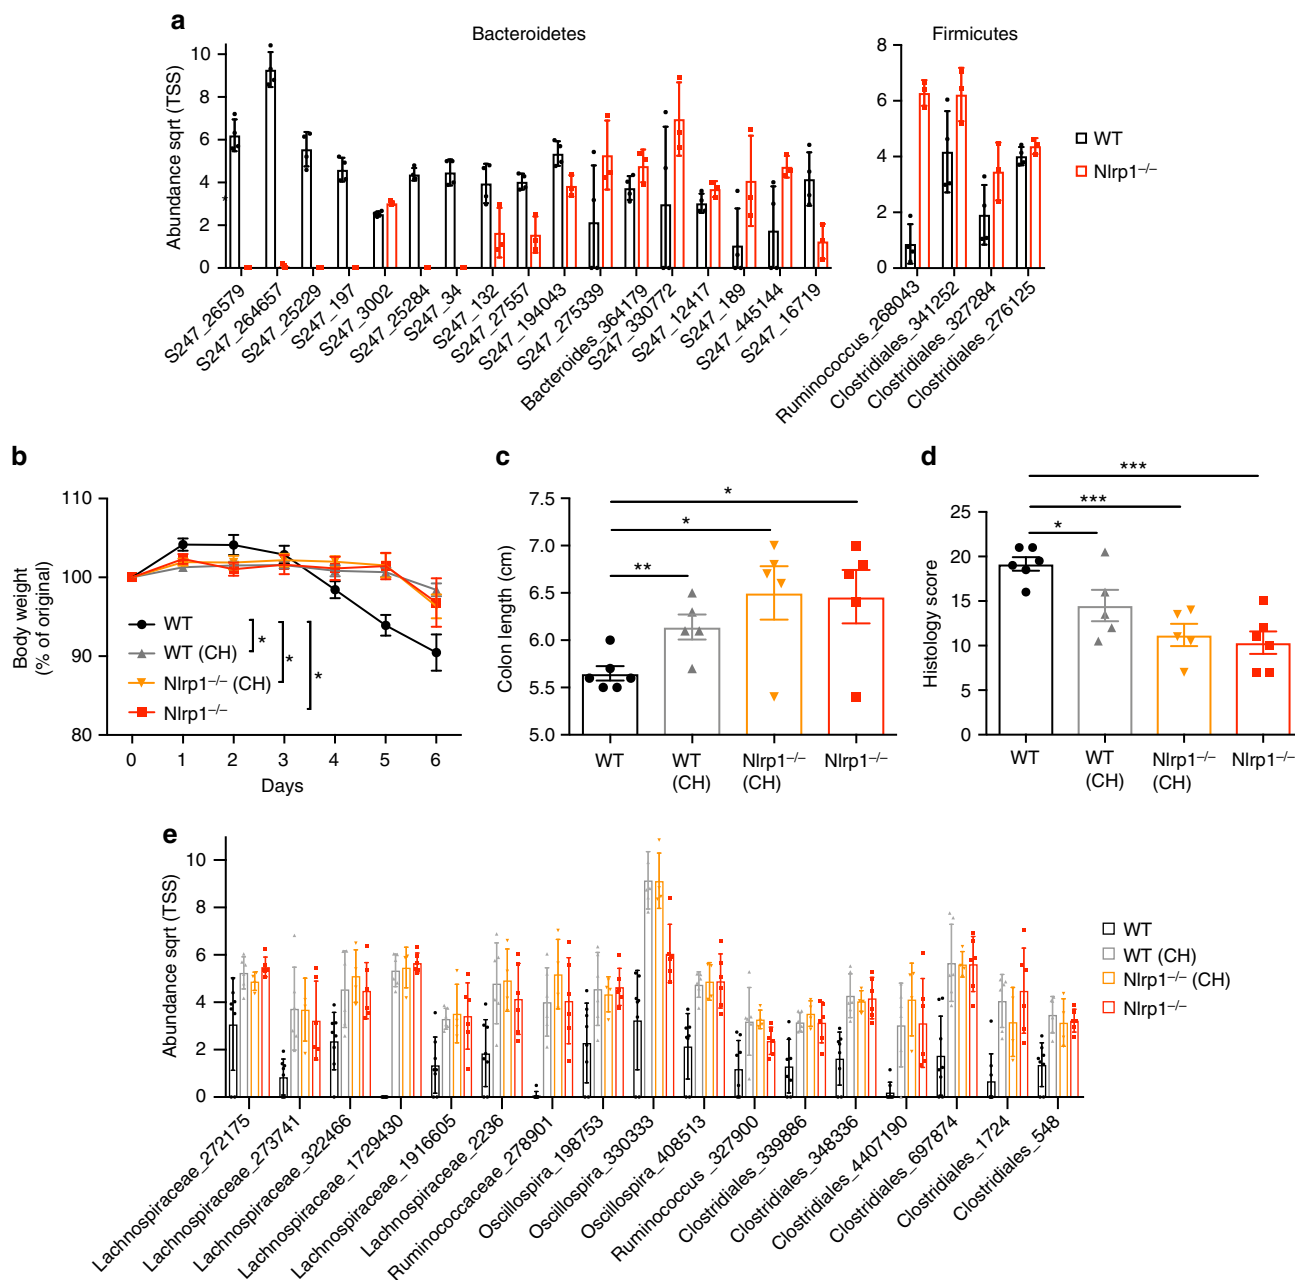 a
Bacteroidetes
Firmicutes
Abundance sqrt (TSS)
10
8
6
4
2
0
*
8
6
4
2
0
WT
Nlrp1–/–
S247_26579
S247_264657
S247_25229
S247_197
S247_3002
S247_25284
S247_34
S247_132
S247_27557
S247_194043
S247_275339
Bacteroides_364179
S247_330772
S247_12417
S247_189
S247_445144
S247_16719
Ruminococcus_268043
Clostridiales_341252
Clostridiales_327284
Clostridiales_276125
b
Body weight
(% of original)
110
100
90
80
WT
WT (CH)
Nlrp1–/– (CH)
Nlrp1–/–
*
*
*
0 1 2 3 4 5 6
Days
c
Colon length (cm)
7.5
7.0
6.5
6.0
5.5
5.0
*
*
**
WT
WT
(CH)
Nlrp1–/–
(CH)
Nlrp1–/–
d
Histology score
25
20
15
10
5
0
***
***
*
WT
WT
(CH)
Nlrp1–/–
(CH)
Nlrp1–/–
e
Abundance sqrt (TSS)
10
8
6
4
2
0
WT
WT (CH)
Nlrp1–/– (CH)
Nlrp1–/–
Lachnospiraceae_272175
Lachnospiraceae_273741
Lachnospiraceae_322466
Lachnospiraceae_1729430
Lachnospiraceae_1916605
Lachnospiraceae_2236
Ruminococcaceae_278901
Oscillospira_198753
Oscillospira_330333
Oscillospira_408513
Ruminococcus_327900
Clostridiales_339886
Clostridiales_348336
Clostridiales_4407190
Clostridiales_697874
Clostridiales_1724
Clostridiales_548